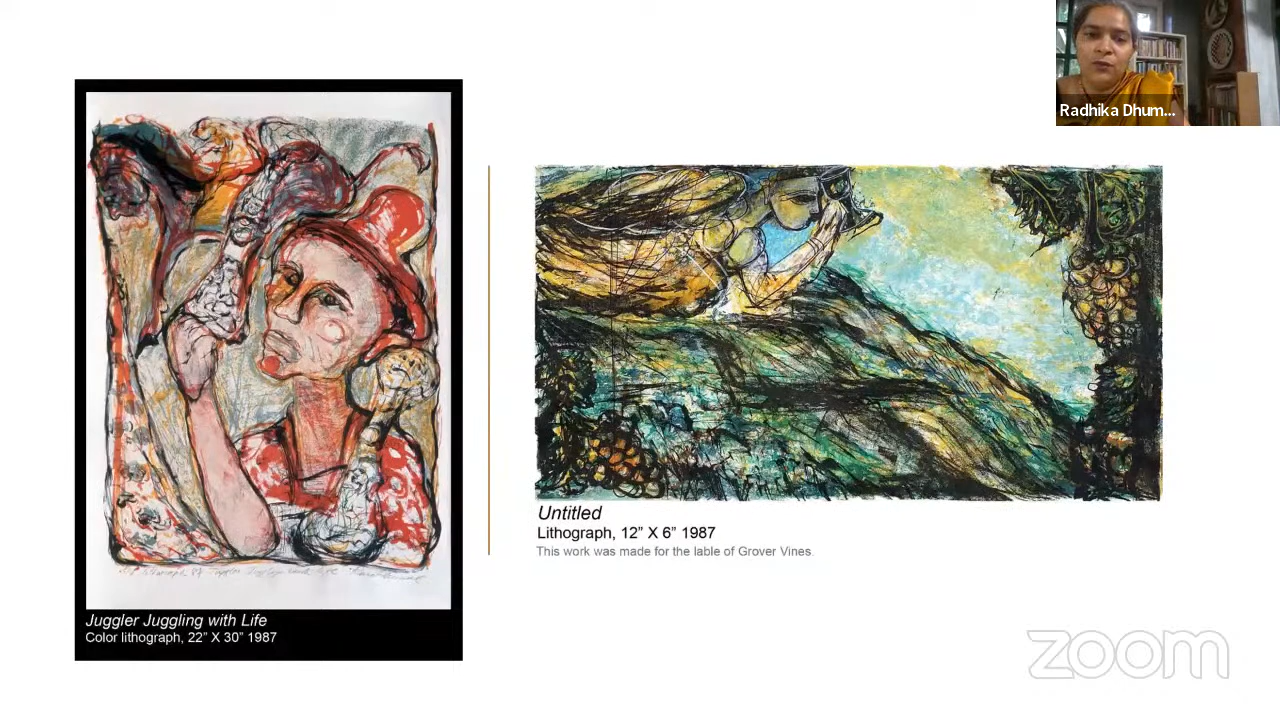 Radhika Dhum...
Juggler Juggling with Life
Color lithograph, 22” X 30” 1987
Untitled
Lithograph, 12” X 6” 1987
This work was made for the lable of Grover Vines.
zoom